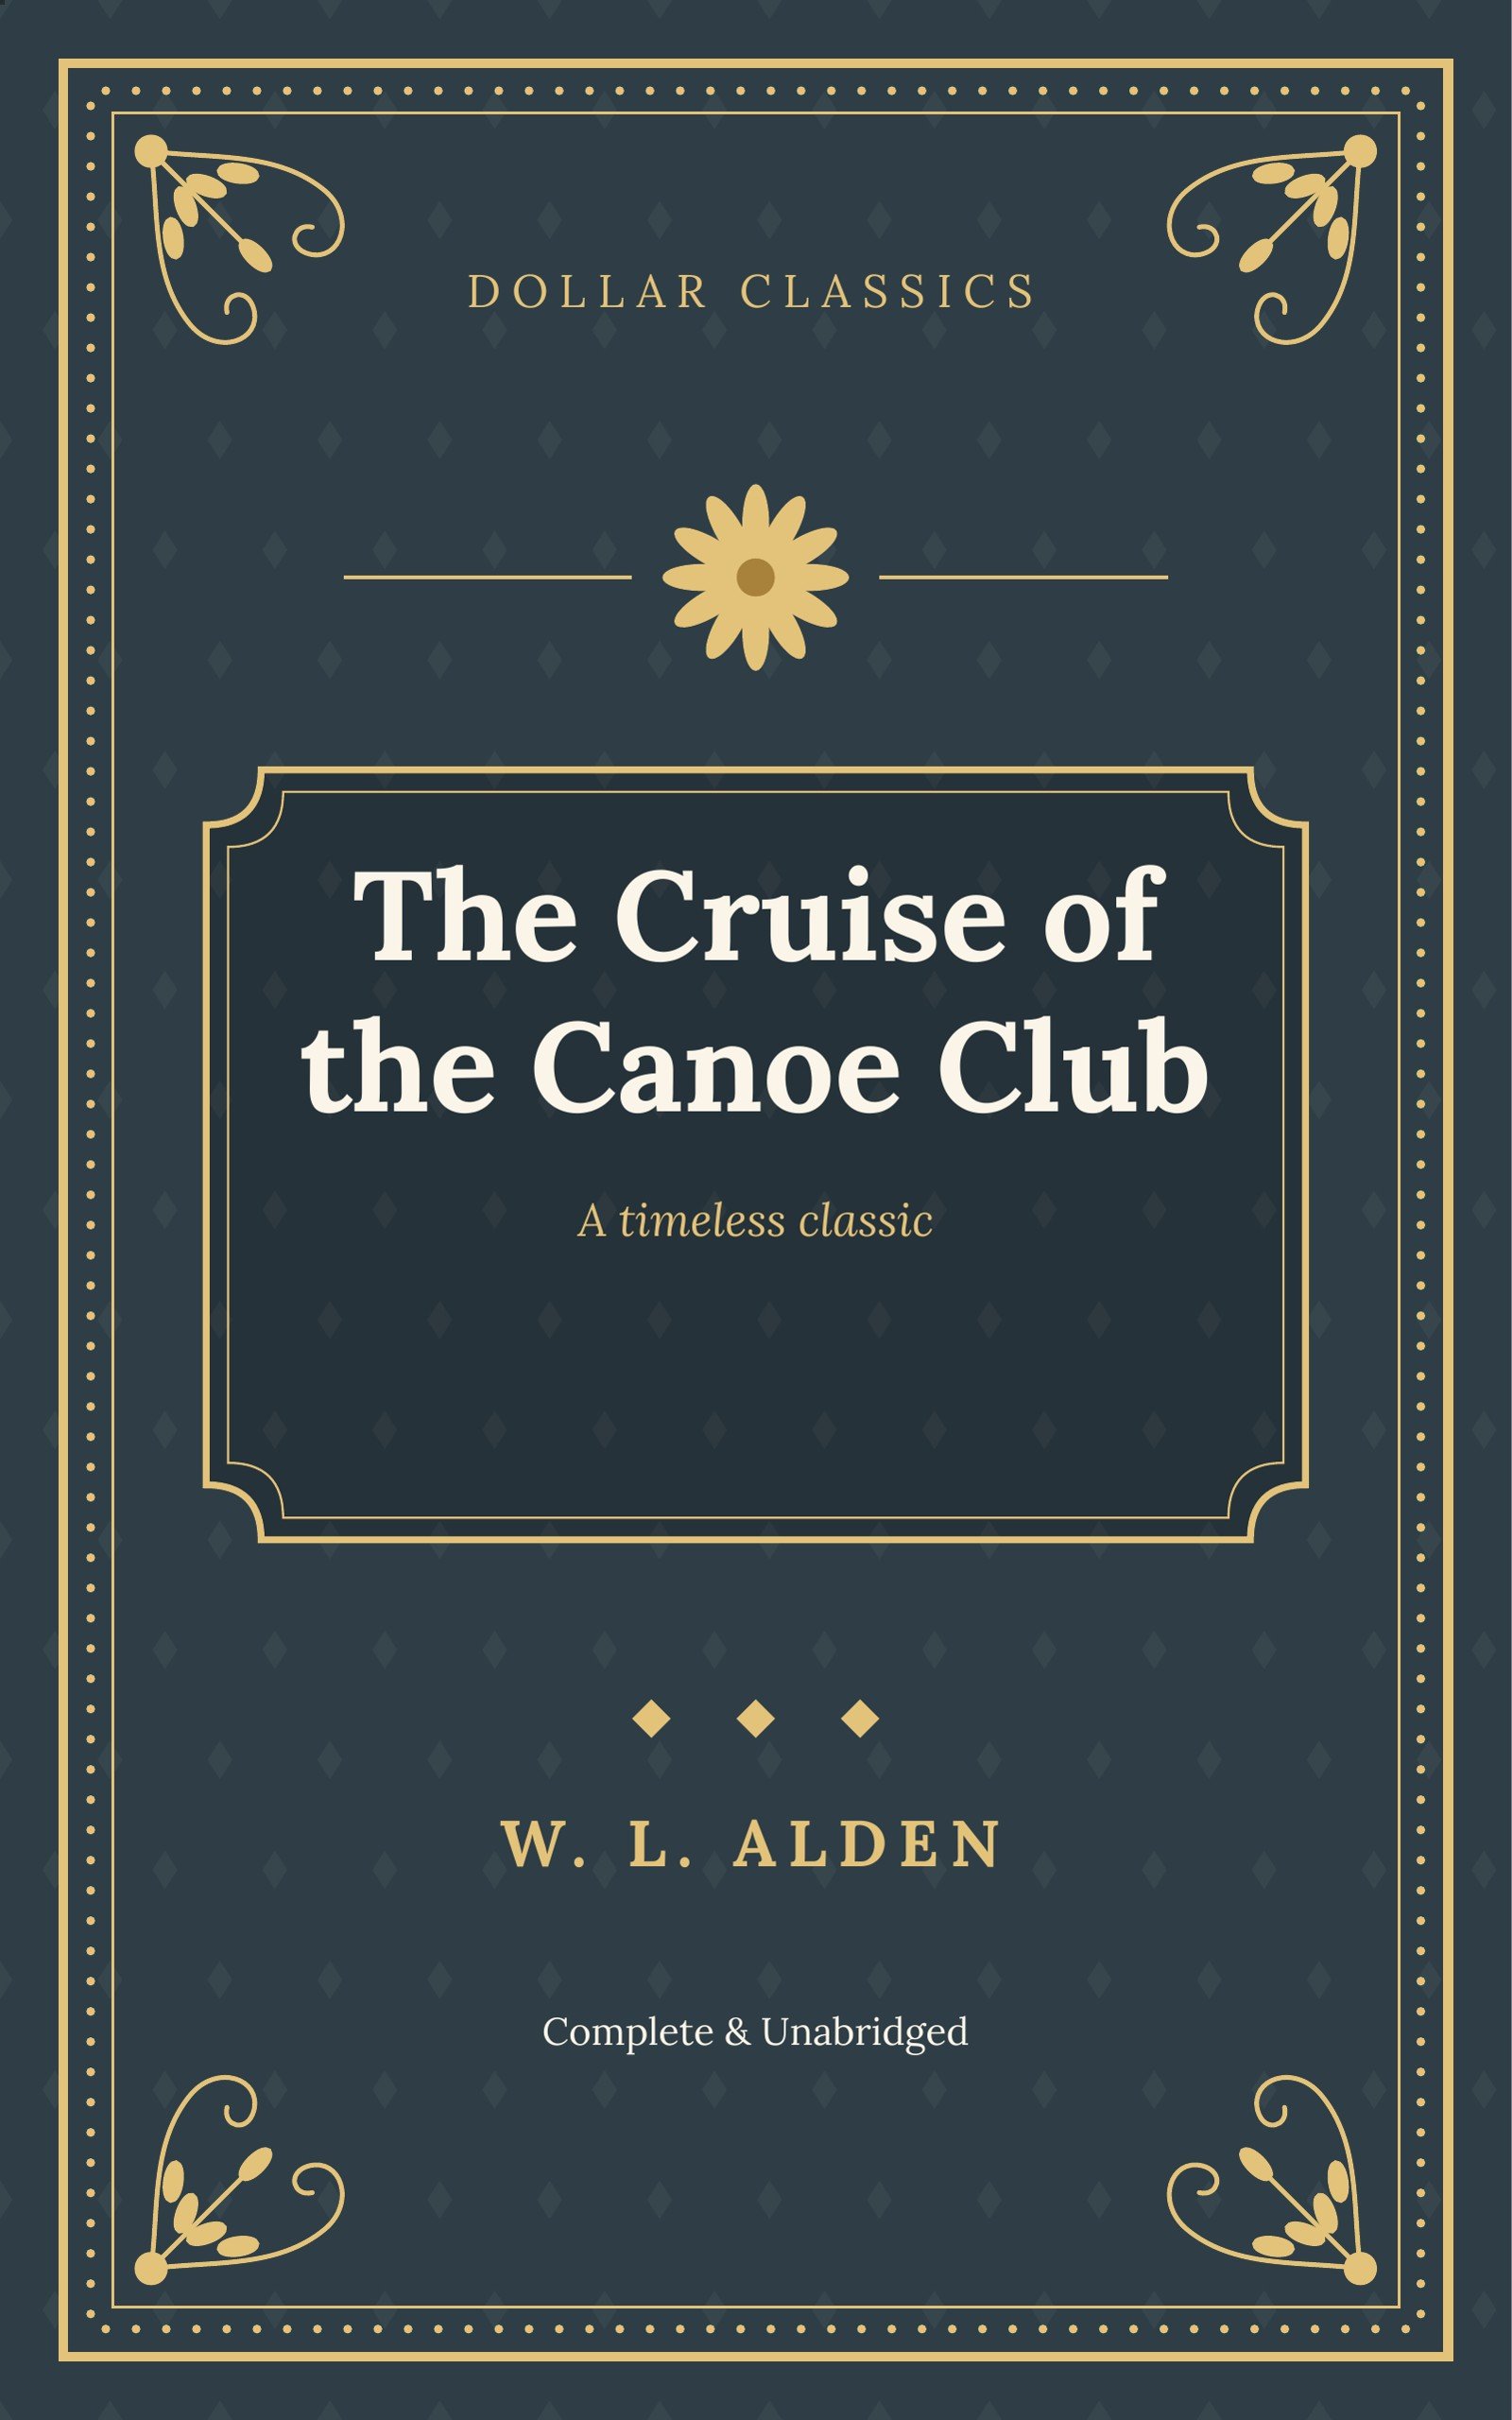 DOLLAR CLASSICS
The Cruise of
the Canoe Club
A timeless classic
W. L. ALDEN
Complete & Unabridged